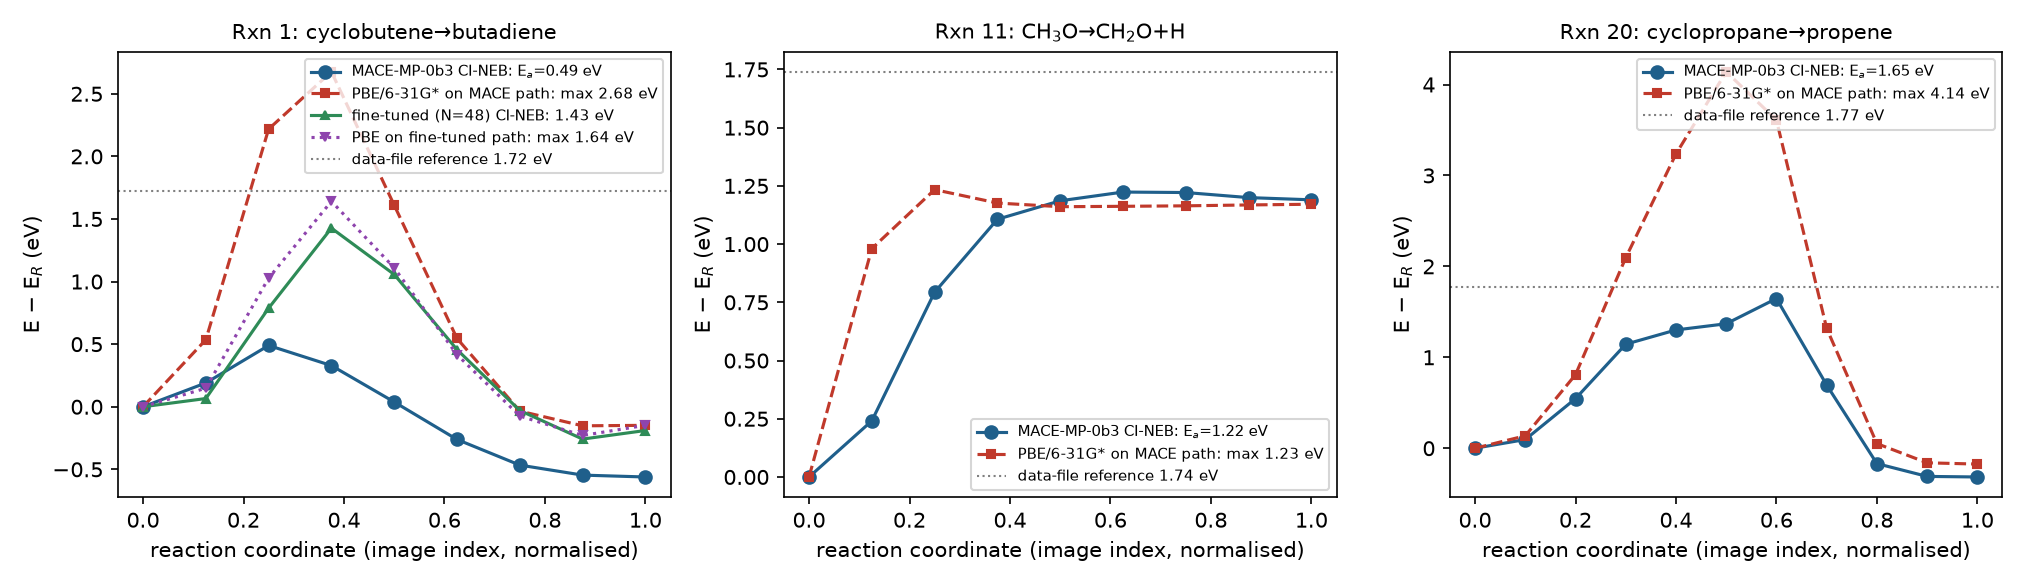 Rxn 1: cyclobutene→butadiene
E − E_R (eV)
2.5
2.0
1.5
1.0
0.5
0.0
−0.5
MACE-MP-0b3 CI-NEB: E_a=0.49 eV
PBE/6-31G* on MACE path: max 2.68 eV
fine-tuned (N=48) CI-NEB: 1.43 eV
PBE on fine-tuned path: max 1.64 eV
data-file reference 1.72 eV
0.0 0.2 0.4 0.6 0.8 1.0
reaction coordinate (image index, normalised)
Rxn 11: CH₃O→CH₂O+H
E − E_R (eV)
1.75
1.50
1.25
1.00
0.75
0.50
0.25
0.00
MACE-MP-0b3 CI-NEB: E_a=1.22 eV
PBE/6-31G* on MACE path: max 1.23 eV
data-file reference 1.74 eV
0.0 0.2 0.4 0.6 0.8 1.0
reaction coordinate (image index, normalised)
Rxn 20: cyclopropane→propene
E − E_R (eV)
4
3
2
1
0
MACE-MP-0b3 CI-NEB: E_a=1.65 eV
PBE/6-31G* on MACE path: max 4.14 eV
data-file reference 1.77 eV
0.0 0.2 0.4 0.6 0.8 1.0
reaction coordinate (image index, normalised)